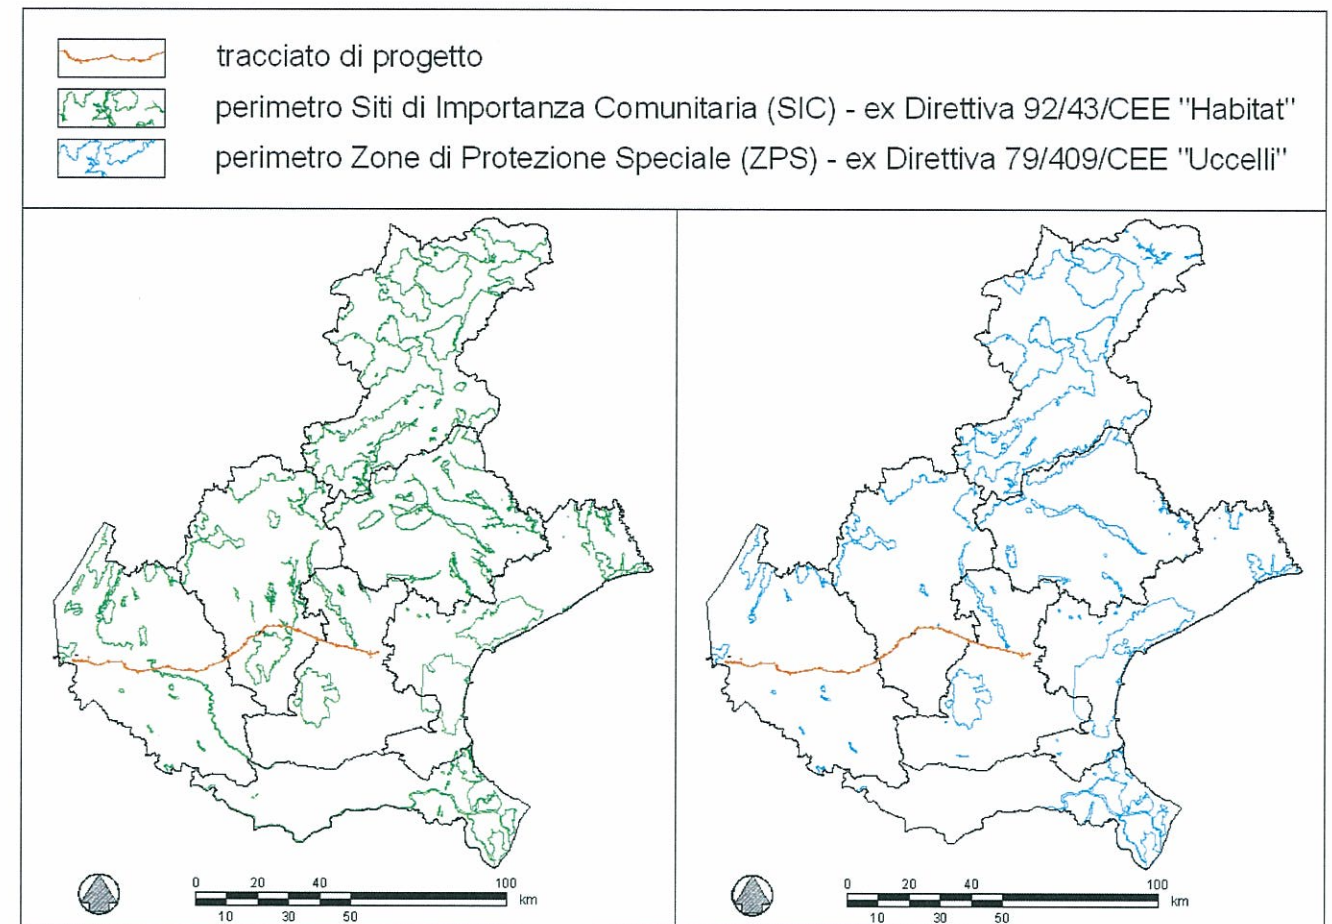 tracciato di progetto
perimetro Siti di Importanza Comunitaria (SIC) - ex Direttiva 92/43/CEE "Habitat"
perimetro Zone di Protezione Speciale (ZPS) - ex Direttiva 79/409/CEE "Uccelli"
0 20 40 100
km
10 30 50
0 20 40 100
km
10 30 50